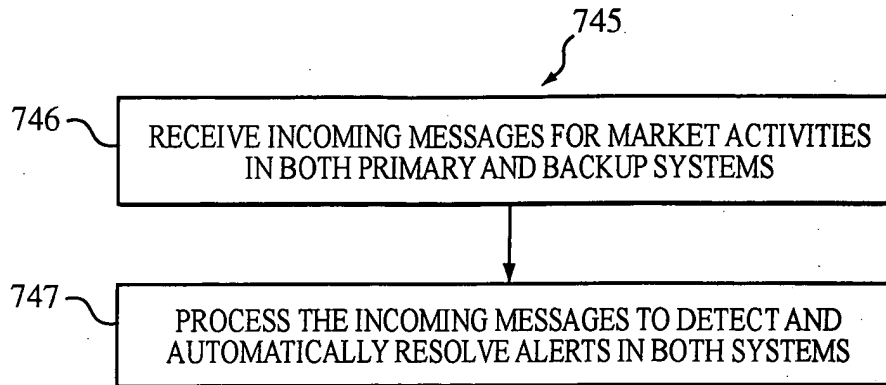 745
746
RECEIVE INCOMING MESSAGES FOR MARKET ACTIVITIES
IN BOTH PRIMARY AND BACKUP SYSTEMS
747
PROCESS THE INCOMING MESSAGES TO DETECT AND
AUTOMATICALLY RESOLVE ALERTS IN BOTH SYSTEMS